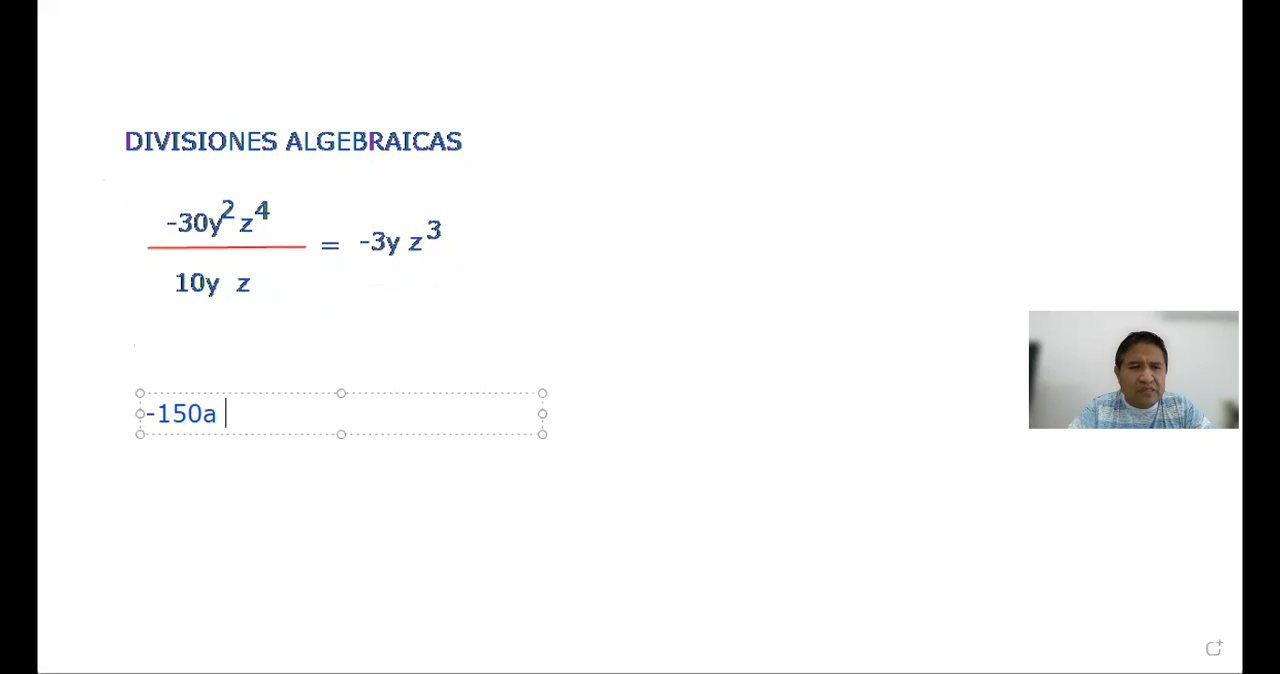 DIVISIONES ALGEBRAICAS
-30y² z⁴
= -3y z³
10y z
-150a